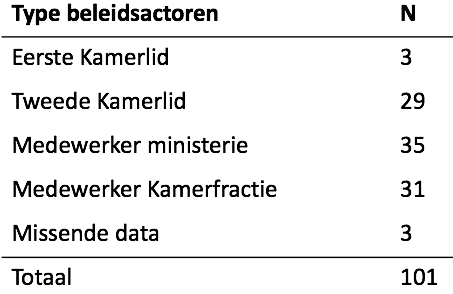 Type beleidsactoren N
Eerste Kamerlid 3
Tweede Kamerlid 29
Medewerker ministerie 35
Medewerker Kamerfractie 31
Missende data 3
Totaal 101